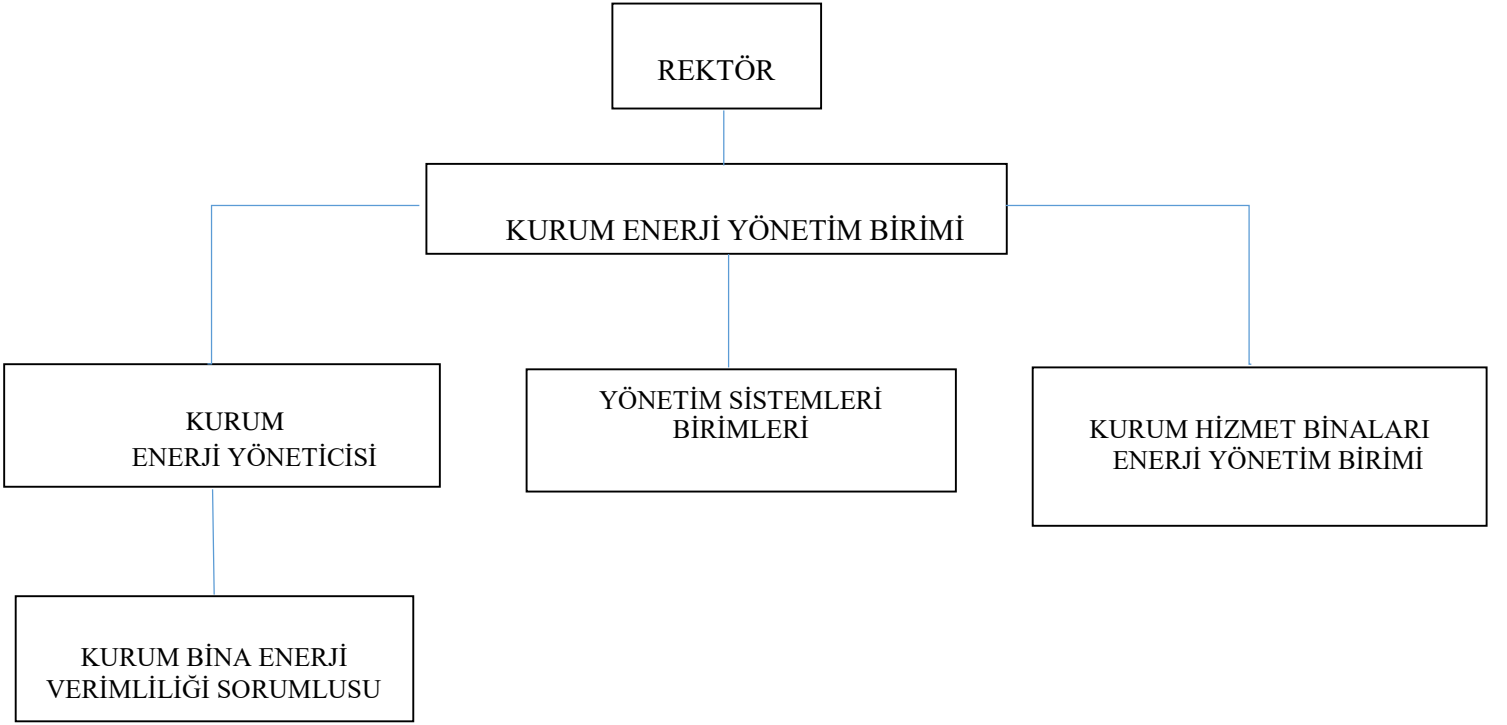 REKTÖR
KURUM ENERJİ YÖNETİM BİRİMİ
KURUM
ENERJİ YÖNETİCİSİ
YÖNETİM SİSTEMLERİ
BİRİMLERİ
KURUM HİZMET BİNALARI
ENERJİ YÖNETİM BİRİMİ
KURUM BİNA ENERJİ
VERİMLİLİĞİ SORUMLUSU